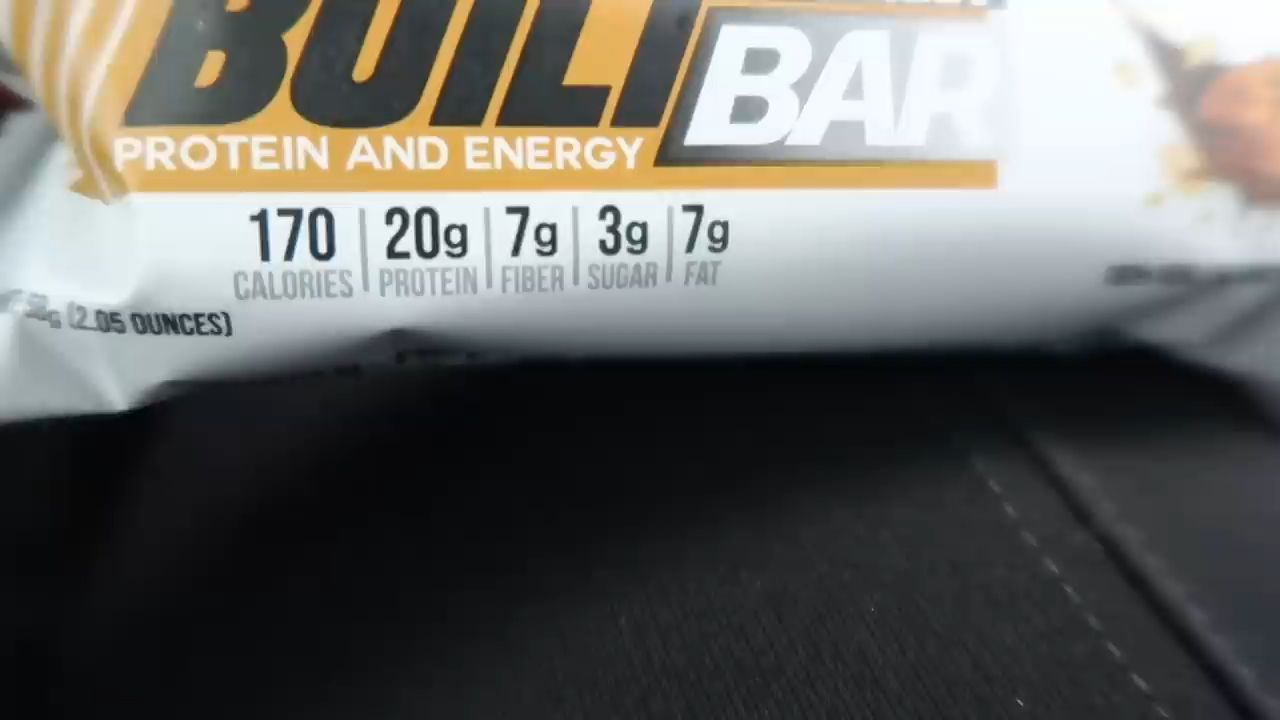 BUILT BAR
PROTEIN AND ENERGY
170 20g 7g 3g 7g
CALORIES PROTEIN FIBER SUGAR FAT
(2.05 OUNCES)